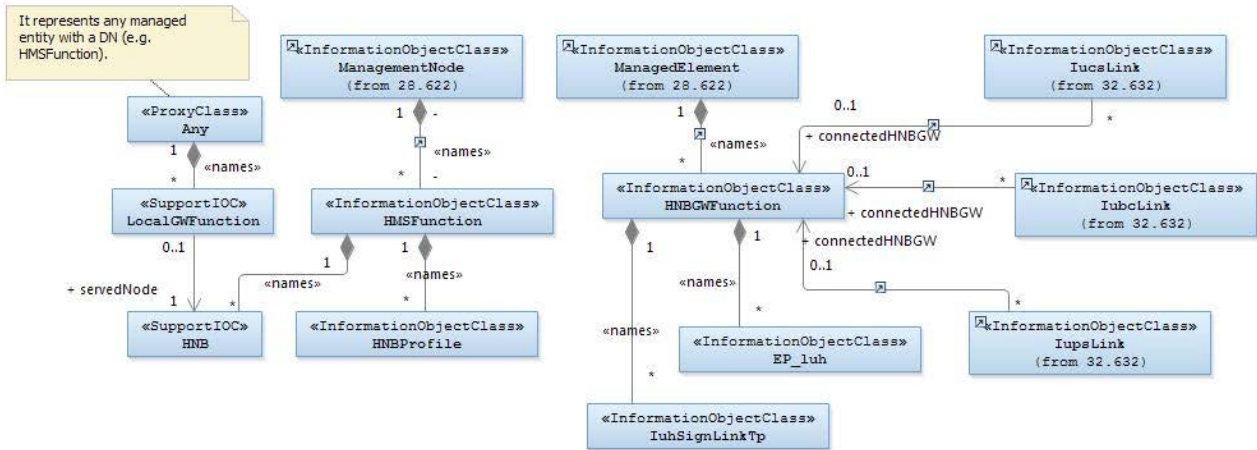 It represents any managed
entity with a DN (e.g.
HMSFunction).
«ProxyClass»
Any
1
«names»
*
«SupportIOC»
LocalGWFunction
0..1
+ servedNode
1
«SupportIOC»
HNB
«InformationObjectClass»
ManagementNode
(from 28.622)
1
-
«names»
*
-
«InformationObjectClass»
HMSFunction
1
«names»
*
1
«names»
*
«InformationObjectClass»
HNBProfile
«InformationObjectClass»
ManagedElement
(from 28.622)
1
«names»
*
«InformationObjectClass»
HNBGWFunction
1
«names»
*
1
«names»
*
«InformationObjectClass»
EP_luh
«InformationObjectClass»
IuhSignLinkTp
«InformationObjectClass»
IucsLink
(from 32.632)
0..1
*
+ connectedHNBGW
0..1
*
+ connectedHNBGW
«InformationObjectClass»
IubcLink
(from 32.632)
+ connectedHNBGW
0..1
*
«InformationObjectClass»
IupsLink
(from 32.632)